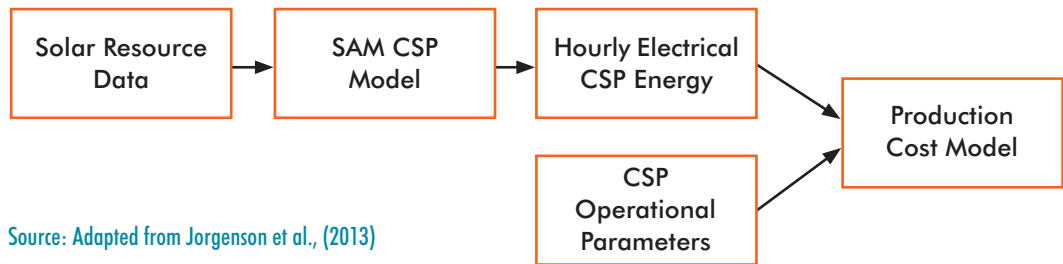 Solar Resource
Data
SAM CSP
Model
Hourly Electrical
CSP Energy
Production
Cost Model
CSP
Operational
Parameters
Source: Adapted from Jorgenson et al., (2013)